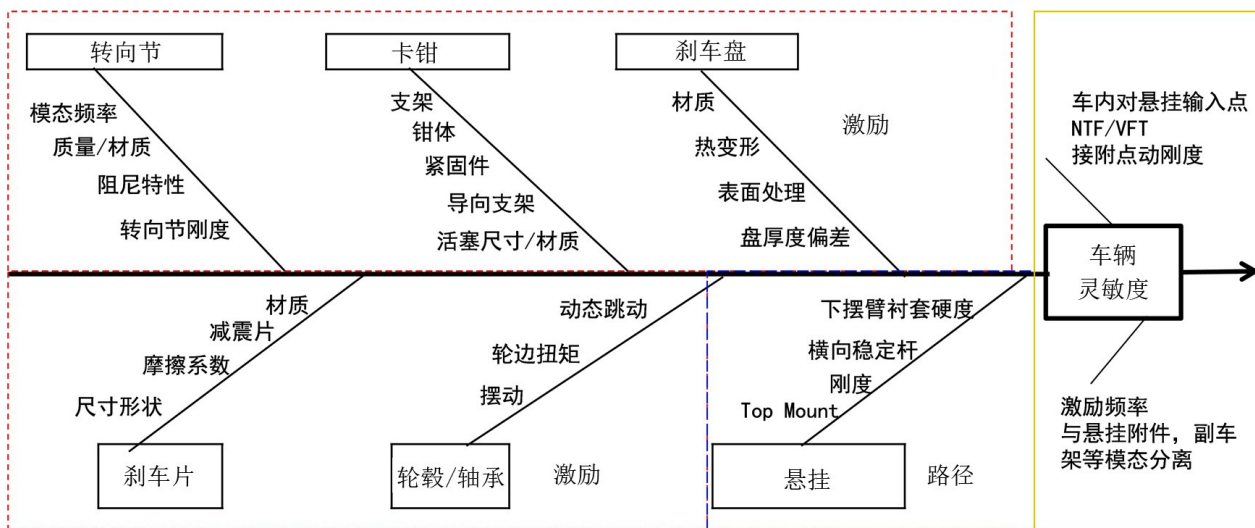 转向节
模态频率
质量/材质
阻尼特性
转向节刚度
卡钳
支架
钳体
紧固件
导向支架
活塞尺寸/材质
刹车盘
材质
热变形
表面处理
盘厚度偏差
激励
车内对悬挂输入点
NTF/VFT
接附点动刚度
车辆
灵敏度
材质
减震片
摩擦系数
尺寸形状
刹车片
动态跳动
轮边扭矩
摆动
轮毂/轴承
激励
下摆臂衬套硬度
横向稳定杆
刚度
Top Mount
悬挂
路径
激励频率
与悬挂附件，副车
架等模态分离